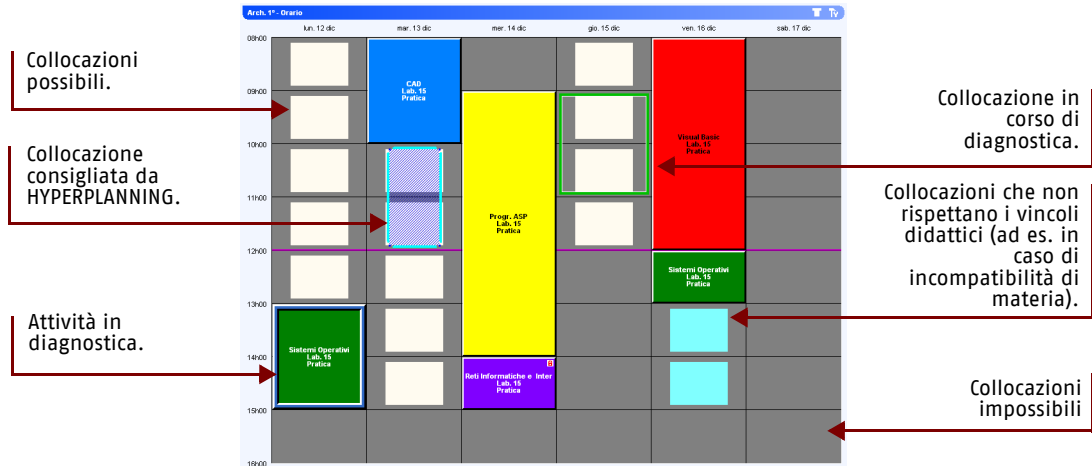 Arch. 1° - Orario
lun. 12 dic
mar. 13 dic
mer. 14 dic
gio. 15 dic
ven. 16 dic
sab. 17 dic
08h00
09h00
10h00
11h00
12h00
13h00
14h00
15h00
16h00
CAD
Lab. 15
Pratica
Progr. ASP
Lab. 15
Pratica
Visual Basic
Lab. 15
Pratica
Sistemi Operativi
Lab. 15
Pratica
Sistemi Operativi
Lab. 15
Pratica
Reti Informatiche e Inter
Lab. 15
Pratica
Collocazioni
possibili.
Collocazione
consigliata da
HYPERPLANNING.
Attività in
diagnostica.
Collocazione in
corso di
diagnostica.
Collocazioni che non
rispettano i vincoli
didattici (ad es. in
caso di
incompatibilità di
materia).
Collocazioni
impossibili